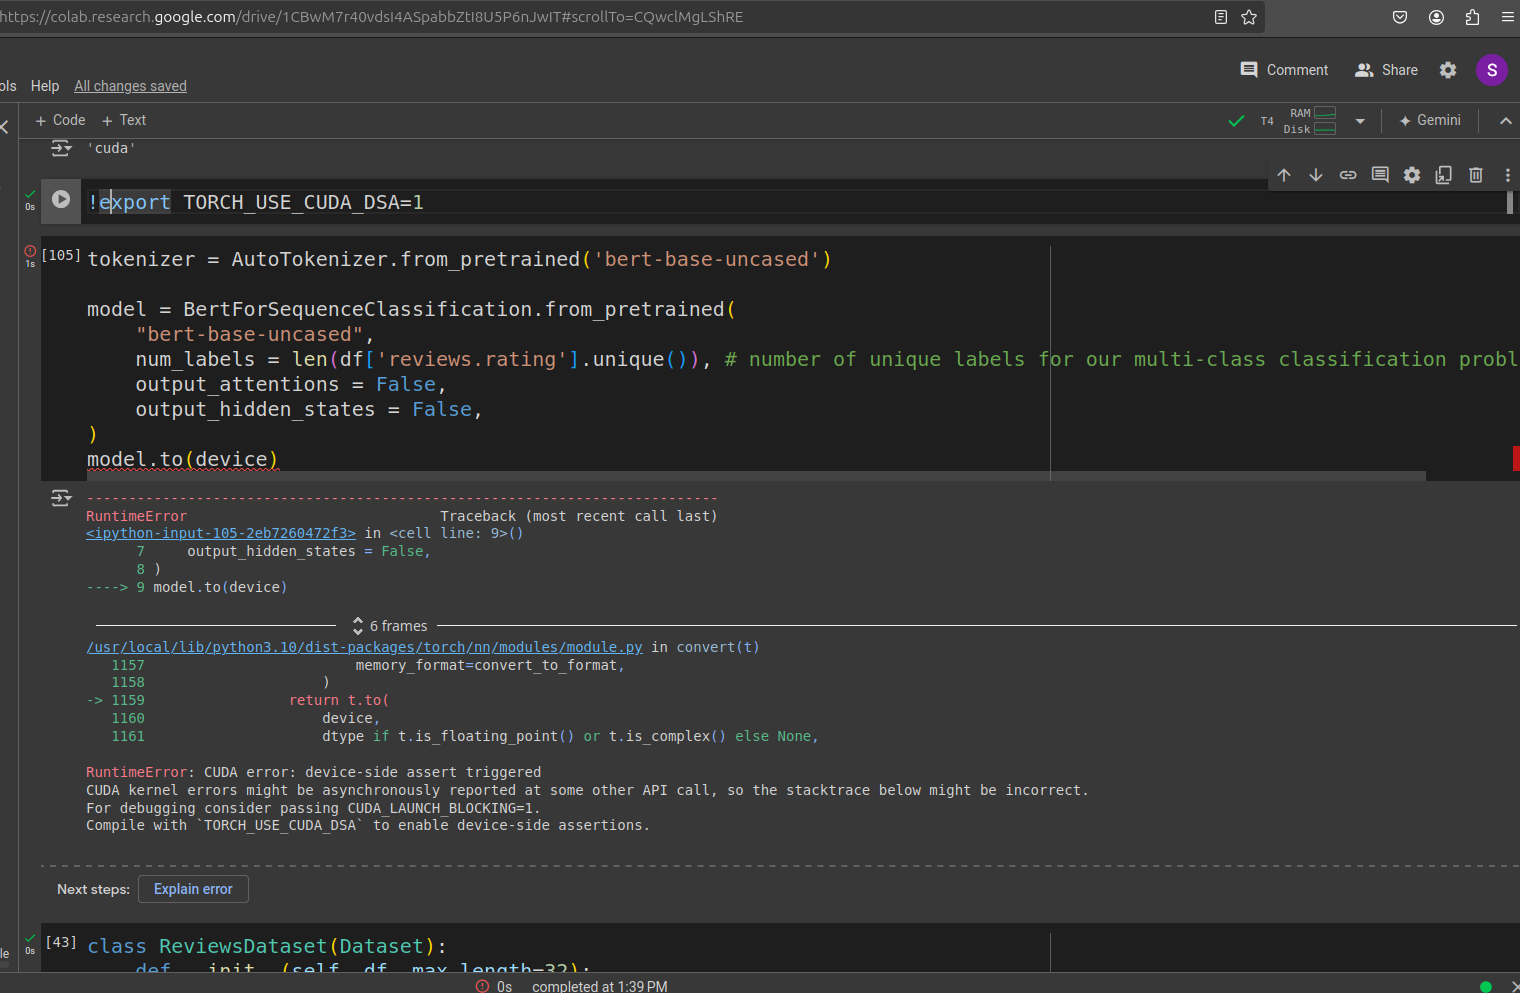 https://colab.research.google.com/drive/1CBwM7r40vdsI4ASpabbZtI8U5P6nJwIT#scrollTo=CQwclMgLShRE
ols Help All changes saved
Comment Share S
+ Code + Text
T4 RAM Disk Gemini
'cuda'
0s
!export TORCH_USE_CUDA_DSA=1
1s
[105] tokenizer = AutoTokenizer.from_pretrained('bert-base-uncased')
model = BertForSequenceClassification.from_pretrained(
"bert-base-uncased",
num_labels = len(df['reviews.rating'].unique()), # number of unique labels for our multi-class classification probl
output_attentions = False,
output_hidden_states = False,
)
model.to(device)
---------------------------------------------------------------------------
RuntimeError Traceback (most recent call last)
<ipython-input-105-2eb7260472f3> in <cell line: 9>()
7 output_hidden_states = False,
8 )
----> 9 model.to(device)
6 frames
/usr/local/lib/python3.10/dist-packages/torch/nn/modules/module.py in convert(t)
1157 memory_format=convert_to_format,
1158 )
-> 1159 return t.to(
1160 device,
1161 dtype if t.is_floating_point() or t.is_complex() else None,
RuntimeError: CUDA error: device-side assert triggered
CUDA kernel errors might be asynchronously reported at some other API call, so the stacktrace below might be incorrect.
For debugging consider passing CUDA_LAUNCH_BLOCKING=1.
Compile with `TORCH_USE_CUDA_DSA` to enable device-side assertions.
Next steps: Explain error
0s
[43] class ReviewsDataset(Dataset):
le
def __init__(self, df, max_length=32):
0s completed at 1:39 PM